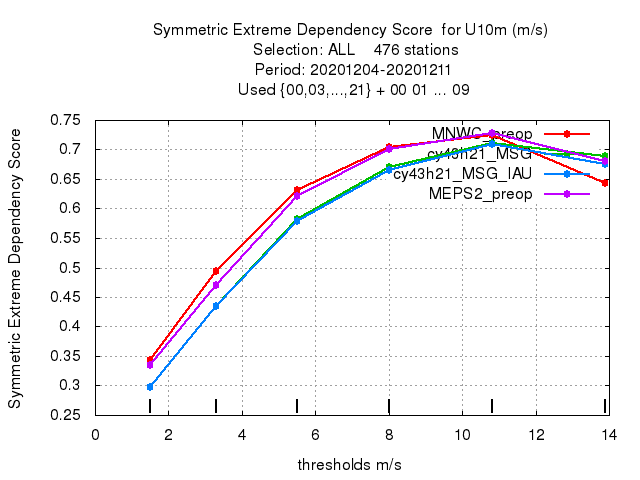 Symmetric Extreme Dependency Score for U10m (m/s)
Selection: ALL 476 stations
Period: 20201204-20201211
Used {00,03,...,21} + 00 01 ... 09
Symmetric Extreme Dependency Score
0.75
0.7
0.65
0.6
0.55
0.5
0.45
0.4
0.35
0.3
0.25
MNWC_preop
cy43h21_MSG
cy43h21_MSG_IAU
MEPS2_preop
0 2 4 6 8 10 12 14
thresholds m/s